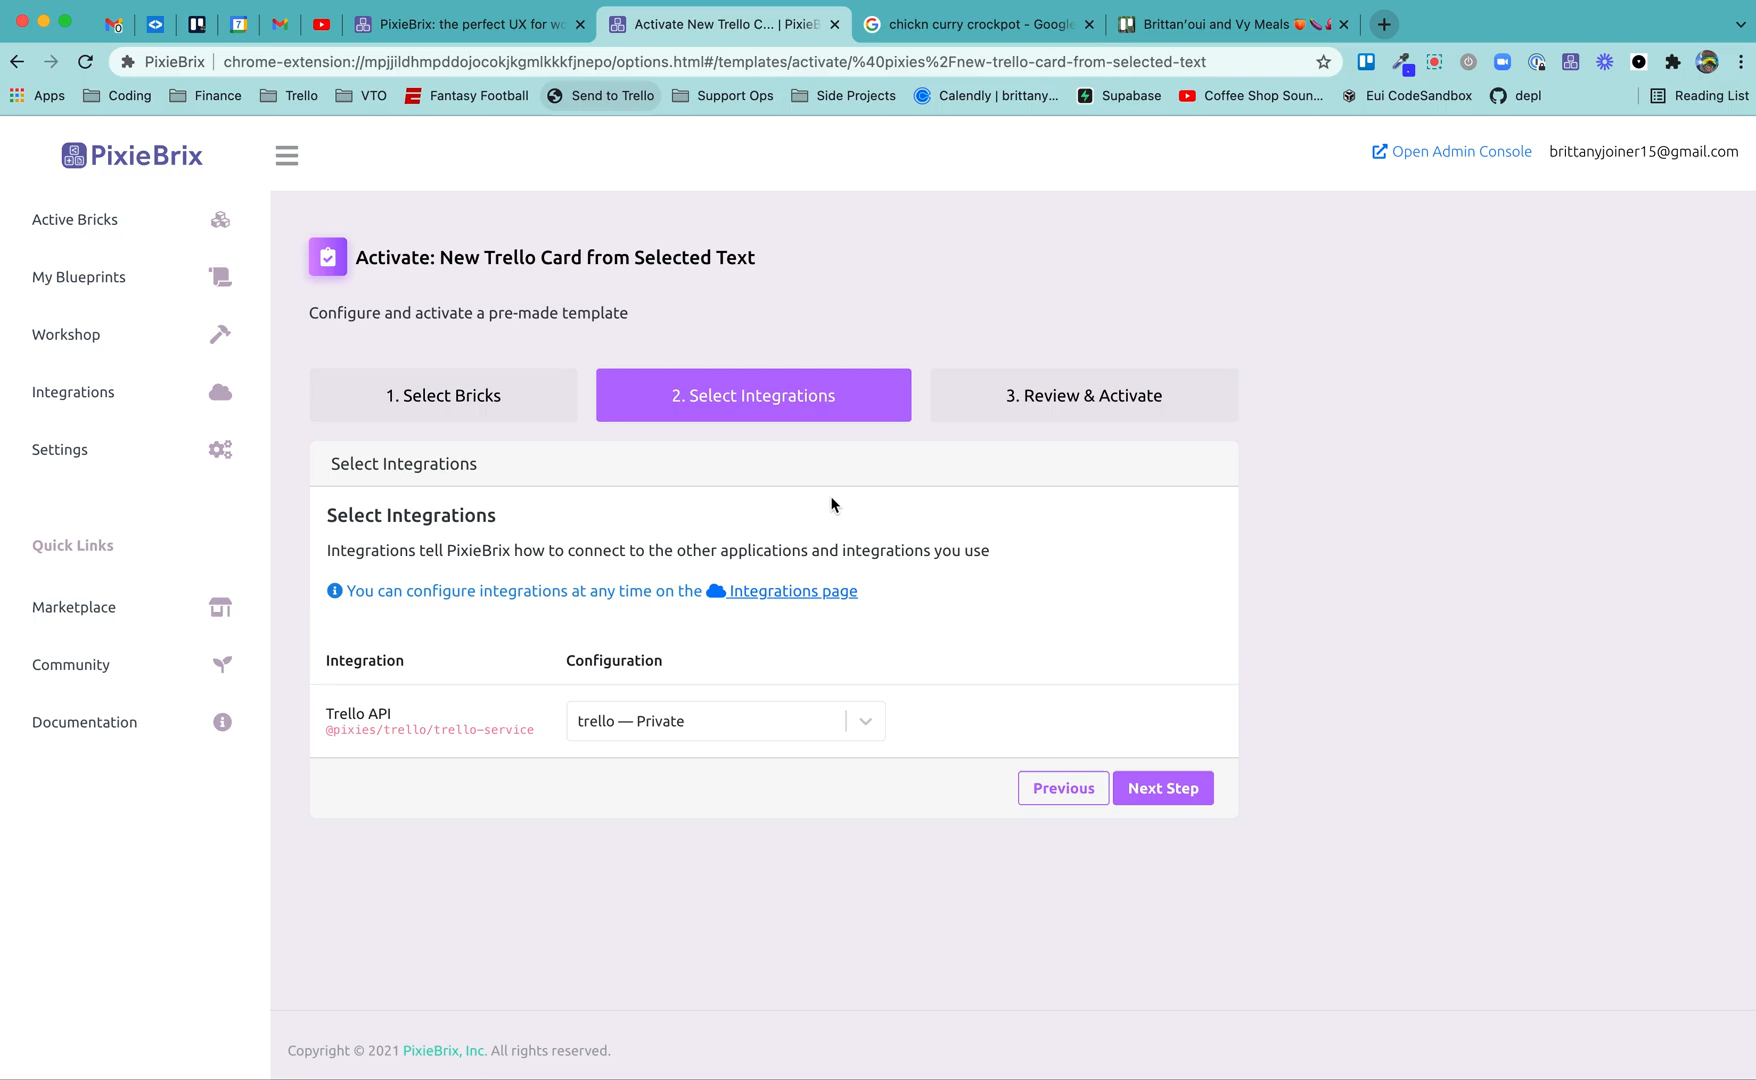 PixieBrix: the perfect UX for wo
Activate New Trello C... | PixieB
chickn curry crockpot - Google
Brittan'oui and Vy Meals
PixieBrix
chrome-extension://mpjjildhmpddojocokjkgmlkkkfjnepo/options.html#/templates/activate/%40pixies%2Fnew-trello-card-from-selected-text
Apps
Coding
Finance
Trello
VTO
Fantasy Football
Send to Trello
Support Ops
Side Projects
Calendly | brittany...
Supabase
Coffee Shop Soun...
Eui CodeSandbox
depl
Reading List
PixieBrix
Open Admin Console
brittanyjoiner15@gmail.com
Active Bricks
My Blueprints
Workshop
Integrations
Settings
Quick Links
Marketplace
Community
Documentation
Activate: New Trello Card from Selected Text
Configure and activate a pre-made template
1. Select Bricks
2. Select Integrations
3. Review & Activate
Select Integrations
Select Integrations
Integrations tell PixieBrix how to connect to the other applications and integrations you use
You can configure integrations at any time on the Integrations page
Integration
Configuration
Trello API
@pixies/trello/trello-service
trello — Private
Previous
Next Step
Copyright © 2021 PixieBrix, Inc. All rights reserved.